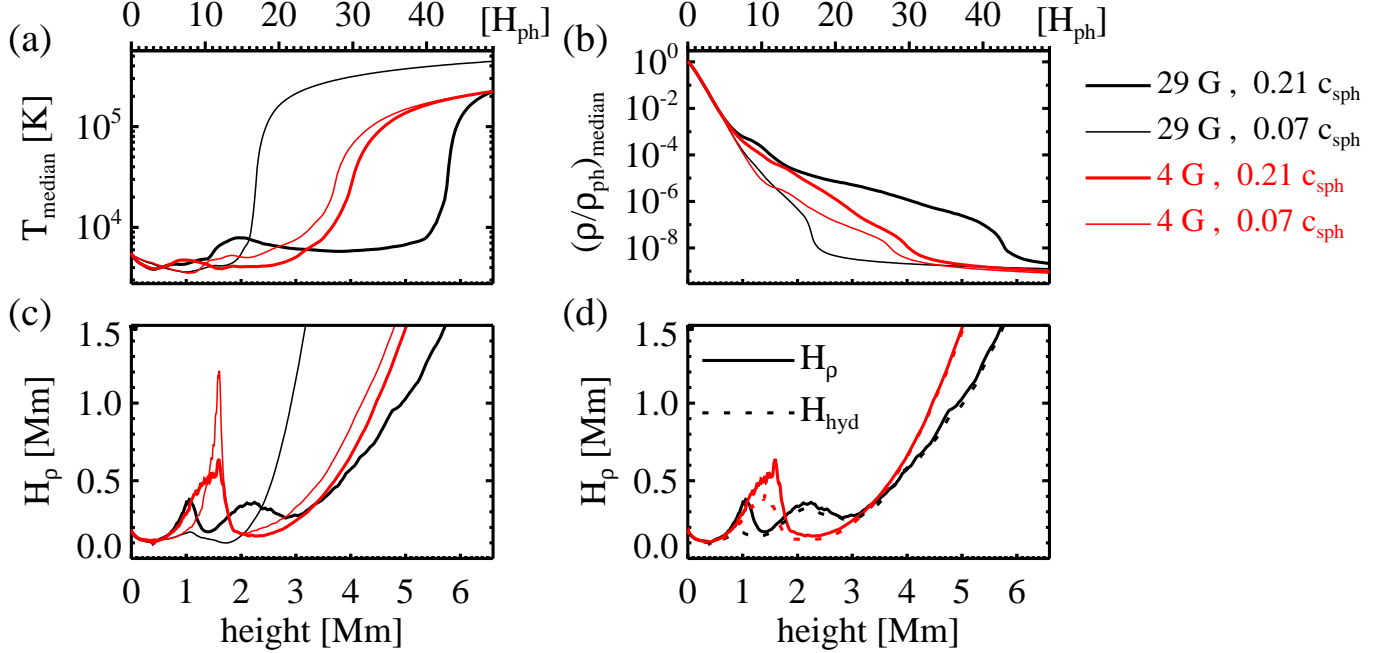 0 10 20 30 40 [H_ph]
0 10 20 30 40 [H_ph]
(a)
(b)
T_median [K]
10^5
10^4
(ρ/ρ_ph)_median
10^0
10^-2
10^-4
10^-6
10^-8
29 G , 0.21 c_sph
29 G , 0.07 c_sph
4 G , 0.21 c_sph
4 G , 0.07 c_sph
(c)
(d)
H_ρ [Mm]
1.5
1.0
0.5
0.0
H_ρ [Mm]
1.5
1.0
0.5
0.0
H_ρ
H_hyd
0 1 2 3 4 5 6
0 1 2 3 4 5 6
height [Mm]
height [Mm]